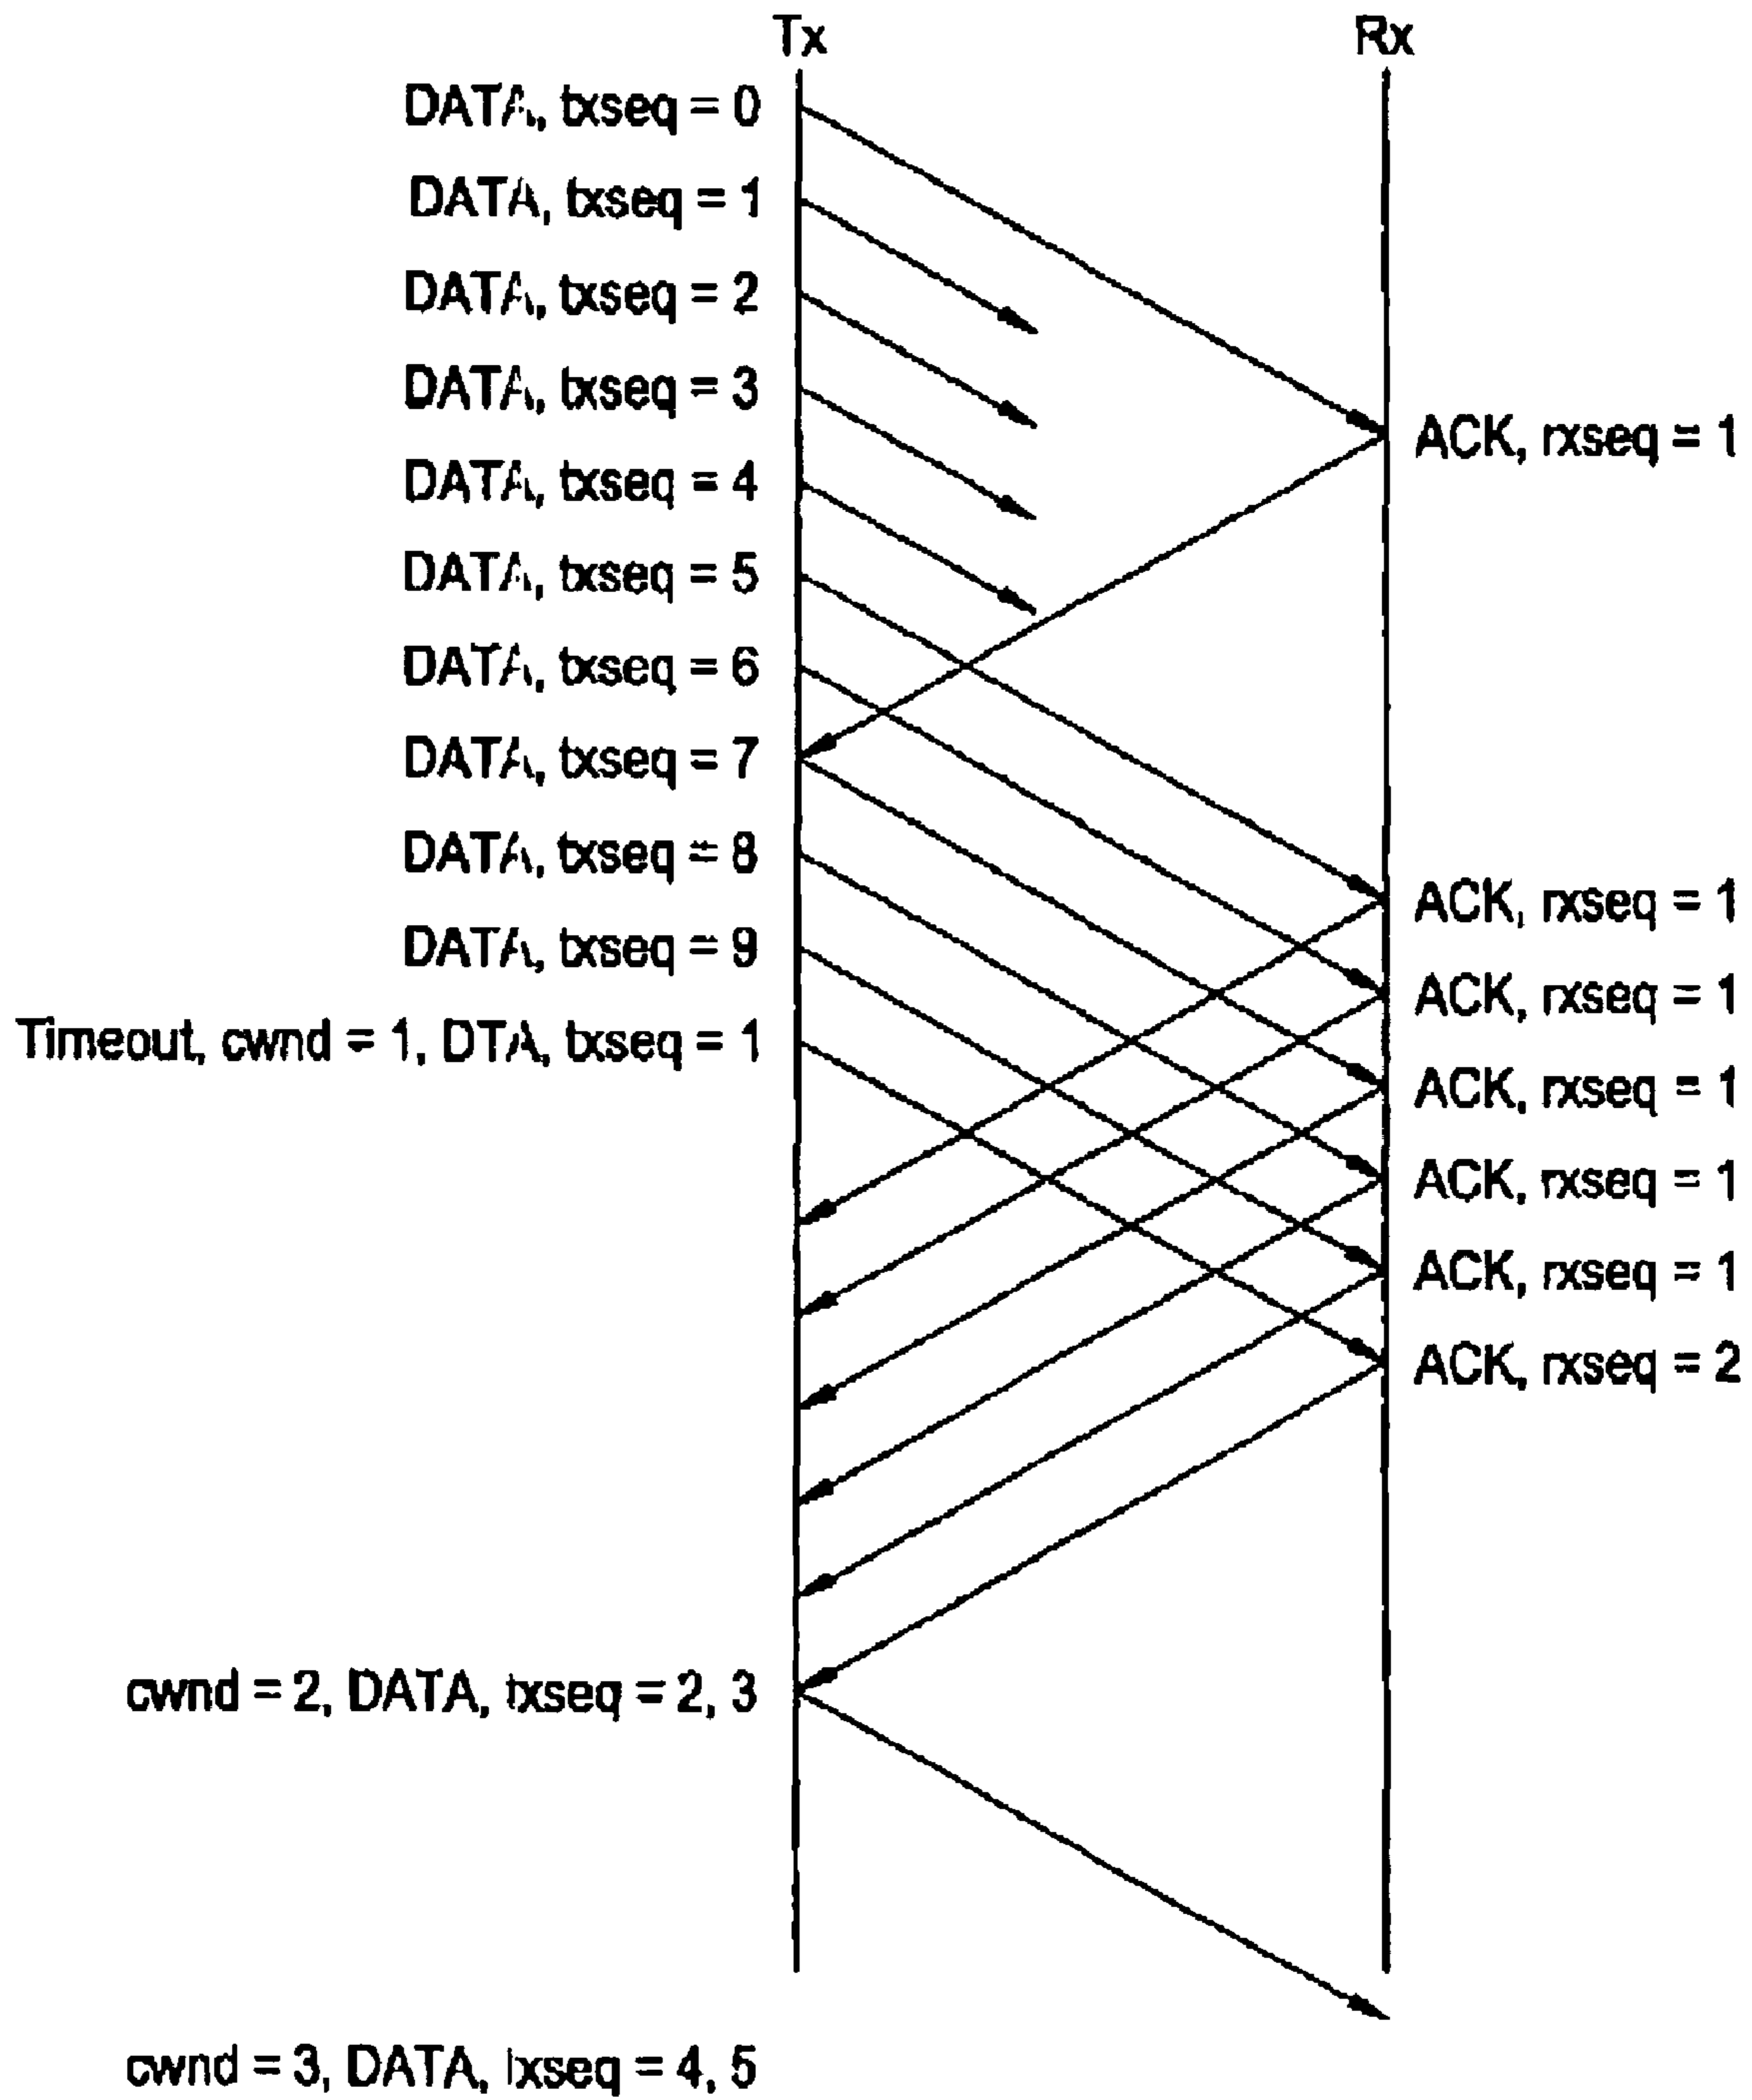 Tx
Rx
DATA, txseq = 0
DATA, txseq = 1
DATA, txseq = 2
DATA, txseq = 3
ACK, rxseq = 1
DATA, txseq = 4
DATA, txseq = 5
DATA, txseq = 6
DATA, txseq = 7
DATA, txseq = 8
ACK, rxseq = 1
DATA, txseq = 9
ACK, rxseq = 1
Timeout, cwnd = 1, DTA, txseq = 1
ACK, rxseq = 1
ACK, rxseq = 1
ACK, rxseq = 1
ACK, rxseq = 2
cwnd = 2, DATA, txseq = 2, 3
cwnd = 3, DATA, txseq = 4, 5